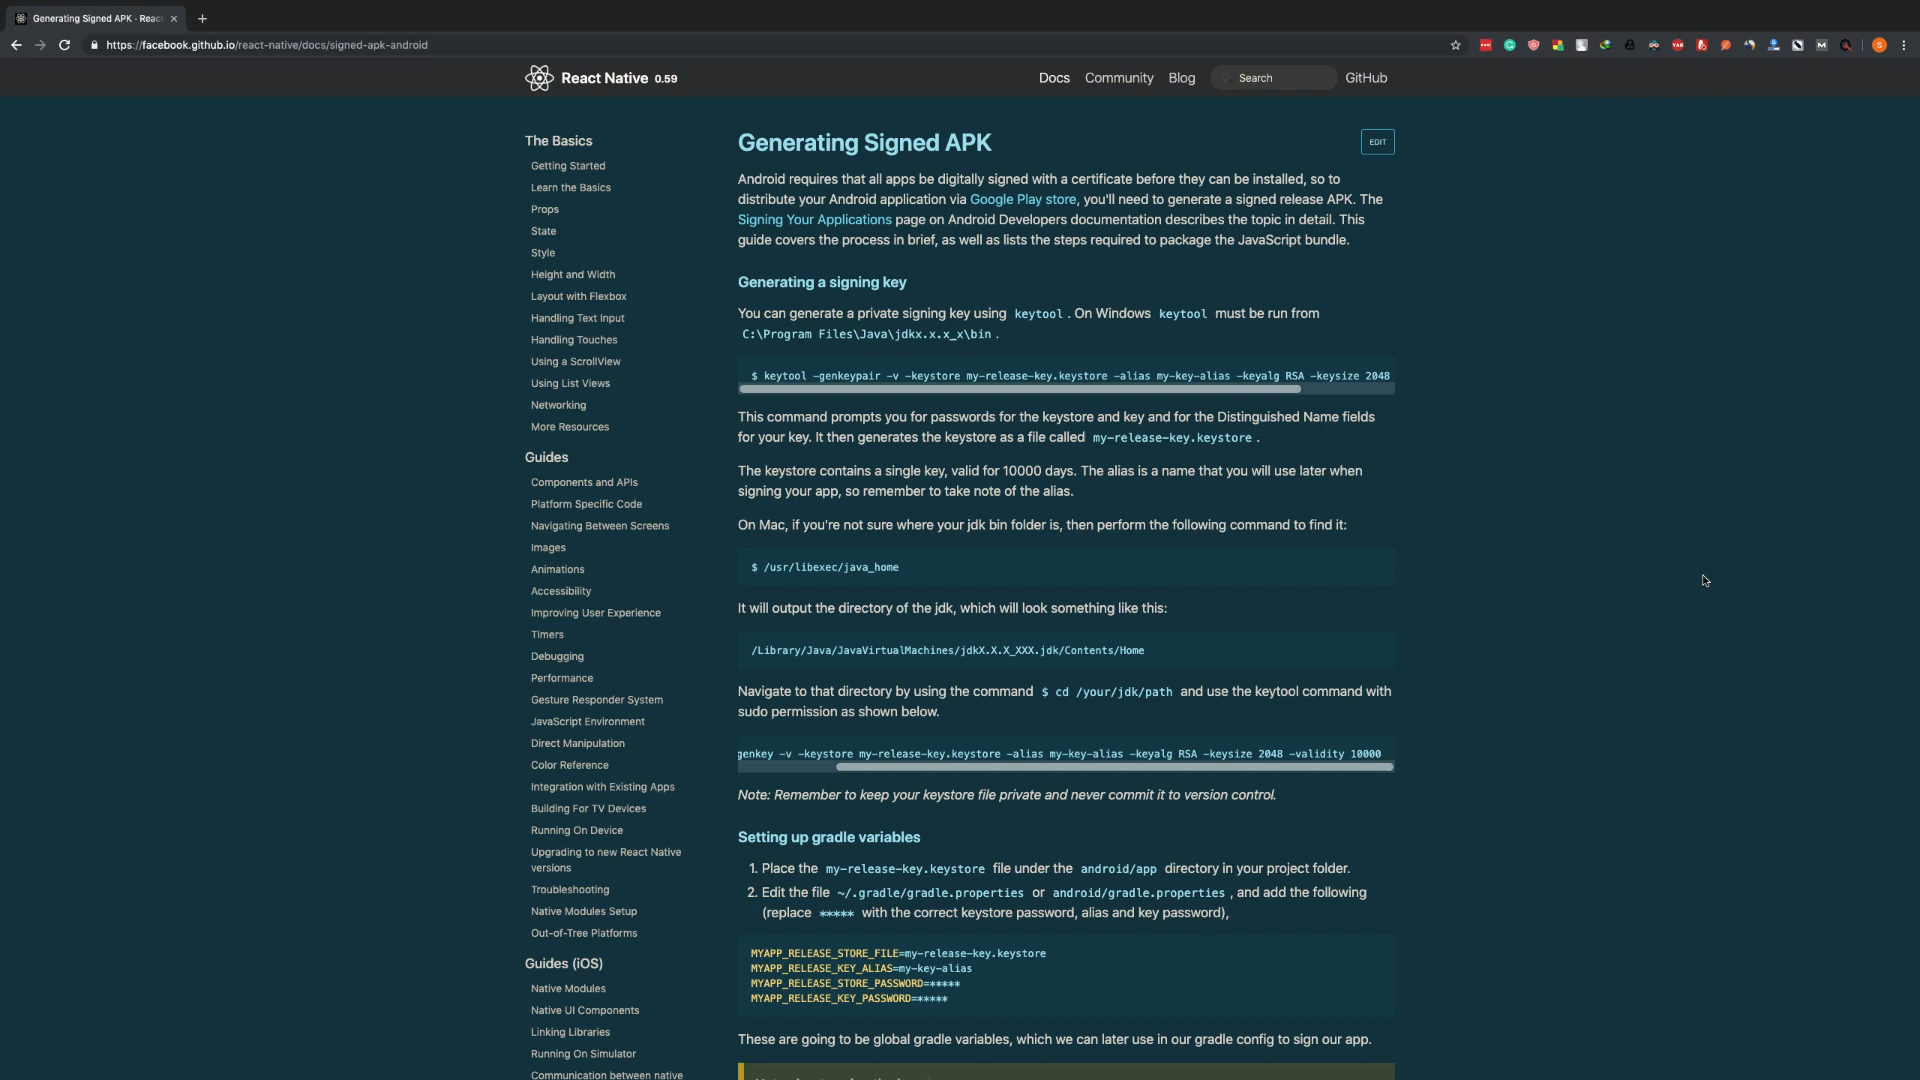 Generating Signed APK · Reac
https://facebook.github.io/react-native/docs/signed-apk-android
React Native 0.59
Docs
Community
Blog
Search
GitHub
The Basics
Getting Started
Learn the Basics
Props
State
Style
Height and Width
Layout with Flexbox
Handling Text Input
Handling Touches
Using a ScrollView
Using List Views
Networking
More Resources
Guides
Components and APIs
Platform Specific Code
Navigating Between Screens
Images
Animations
Accessibility
Improving User Experience
Timers
Debugging
Performance
Gesture Responder System
JavaScript Environment
Direct Manipulation
Color Reference
Integration with Existing Apps
Building For TV Devices
Running On Device
Upgrading to new React Native
versions
Troubleshooting
Native Modules Setup
Out-of-Tree Platforms
Guides (iOS)
Native Modules
Native UI Components
Linking Libraries
Running On Simulator
Communication between native
Generating Signed APK
EDIT
Android requires that all apps be digitally signed with a certificate before they can be installed, so to
distribute your Android application via Google Play store, you'll need to generate a signed release APK. The
Signing Your Applications page on Android Developers documentation describes the topic in detail. This
guide covers the process in brief, as well as lists the steps required to package the JavaScript bundle.
Generating a signing key
You can generate a private signing key using keytool. On Windows keytool must be run from
C:\Program Files\Java\jdkx.x.x_x\bin.
$ keytool -genkeypair -v -keystore my-release-key.keystore -alias my-key-alias -keyalg RSA -keysize 2048
This command prompts you for passwords for the keystore and key and for the Distinguished Name fields
for your key. It then generates the keystore as a file called my-release-key.keystore.
The keystore contains a single key, valid for 10000 days. The alias is a name that you will use later when
signing your app, so remember to take note of the alias.
On Mac, if you're not sure where your jdk bin folder is, then perform the following command to find it:
$ /usr/libexec/java_home
It will output the directory of the jdk, which will look something like this:
/Library/Java/JavaVirtualMachines/jdkX.X.X_XXX.jdk/Contents/Home
Navigate to that directory by using the command $ cd /your/jdk/path and use the keytool command with
sudo permission as shown below.
genkey -v -keystore my-release-key.keystore -alias my-key-alias -keyalg RSA -keysize 2048 -validity 10000
Note: Remember to keep your keystore file private and never commit it to version control.
Setting up gradle variables
1. Place the my-release-key.keystore file under the android/app directory in your project folder.
2. Edit the file ~/.gradle/gradle.properties or android/gradle.properties, and add the following
(replace ***** with the correct keystore password, alias and key password),
MYAPP_RELEASE_STORE_FILE=my-release-key.keystore
MYAPP_RELEASE_KEY_ALIAS=my-key-alias
MYAPP_RELEASE_STORE_PASSWORD=*****
MYAPP_RELEASE_KEY_PASSWORD=*****
These are going to be global gradle variables, which we can later use in our gradle config to sign our app.